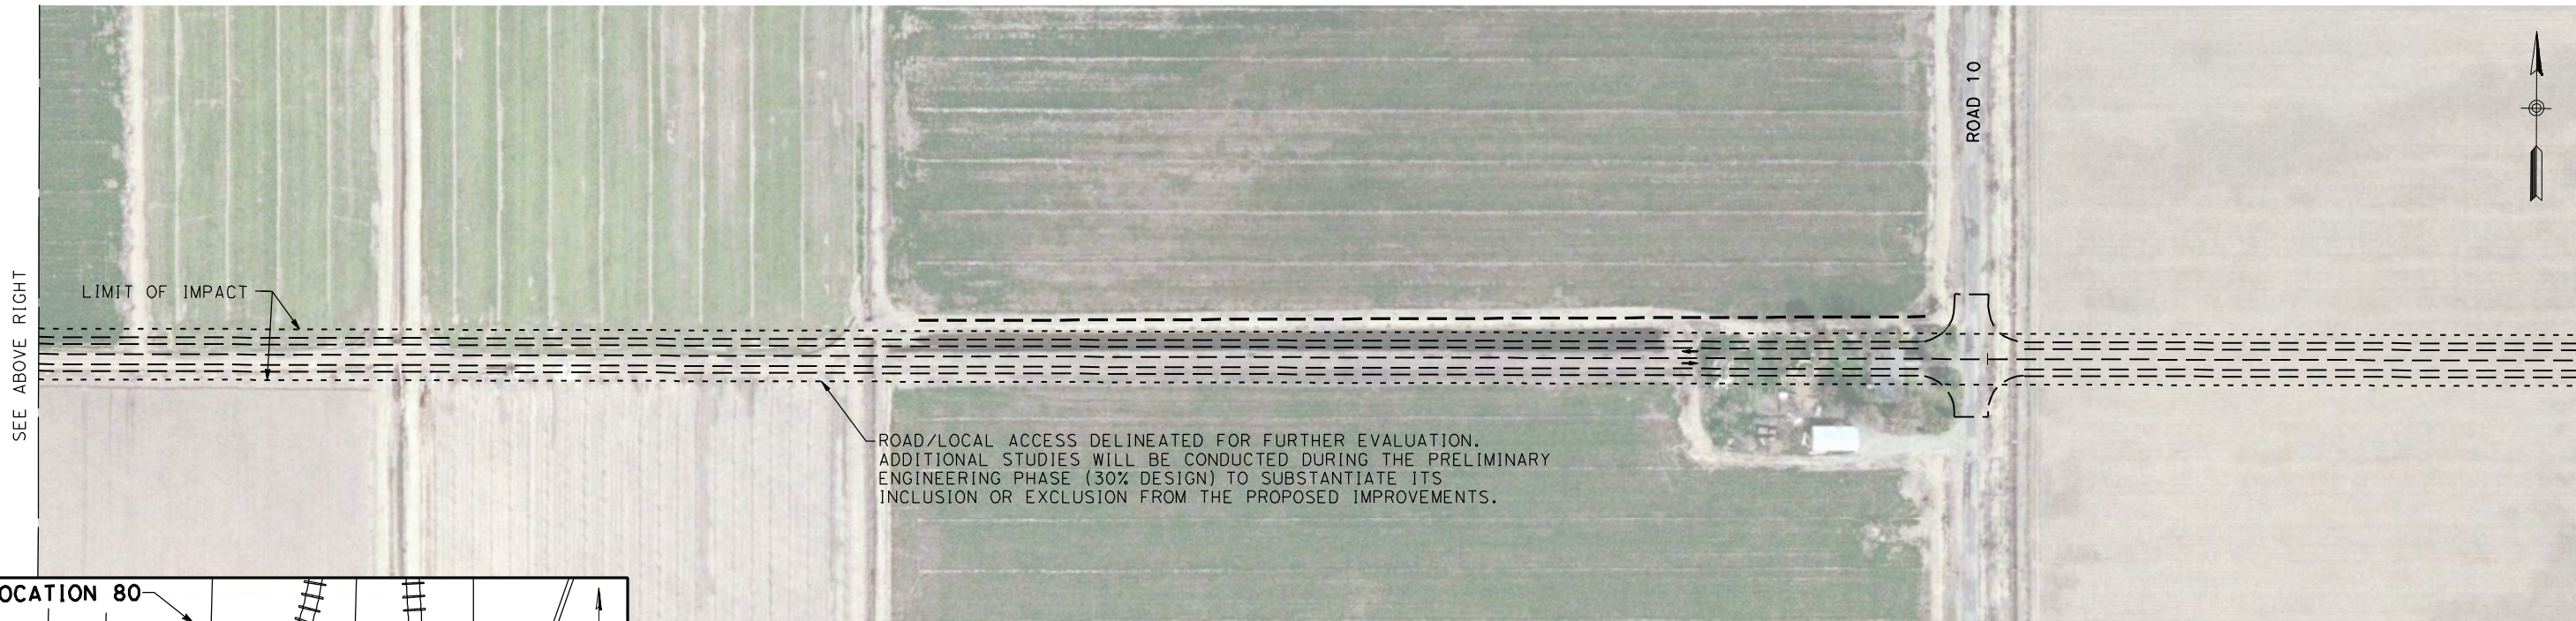 ROAD 10
SEE ABOVE RIGHT
LIMIT OF IMPACT
ROAD/LOCAL ACCESS DELINEATED FOR FURTHER EVALUATION.
ADDITIONAL STUDIES WILL BE CONDUCTED DURING THE PRELIMINARY
ENGINEERING PHASE (30% DESIGN) TO SUBSTANTIATE ITS
INCLUSION OR EXCLUSION FROM THE PROPOSED IMPROVEMENTS.
OCATION 80